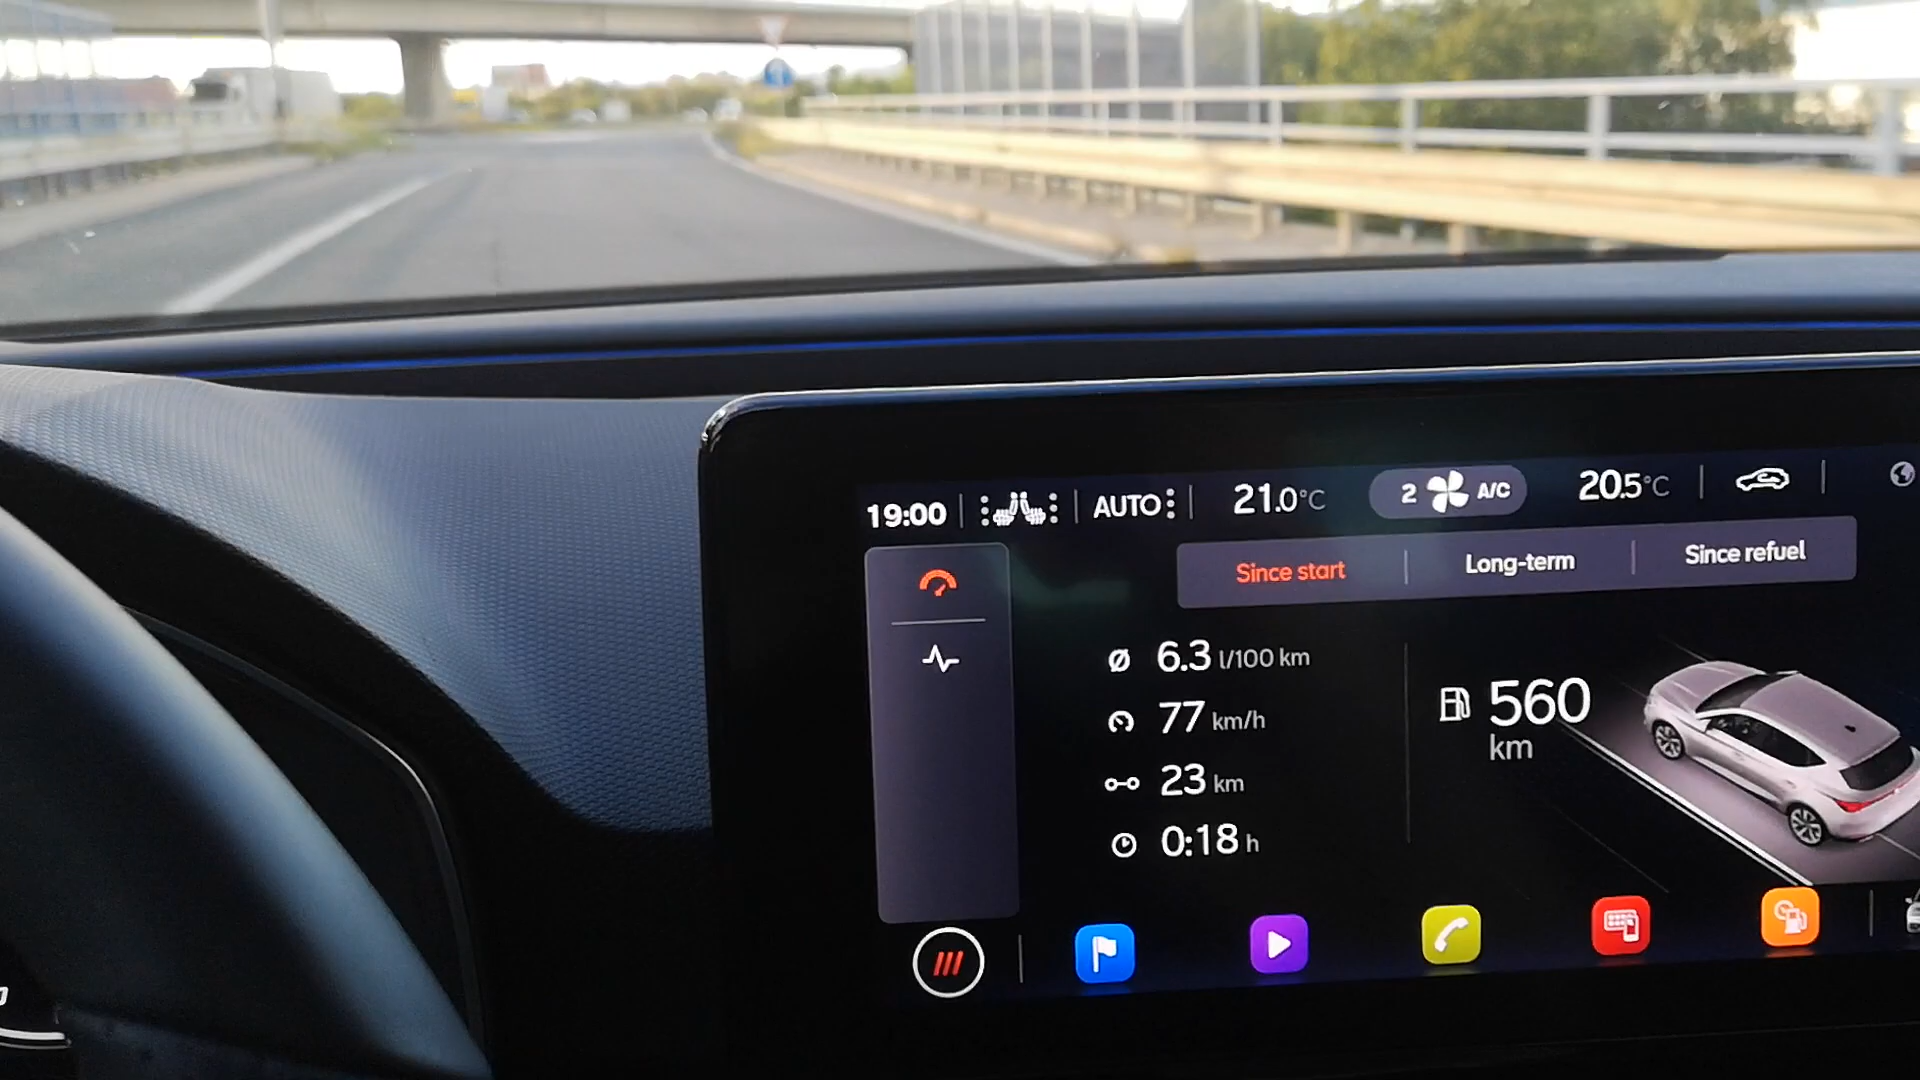 19:00 AUTO 21.0°C 2 A/C 20.5°C
Since start Long-term Since refuel
Ø 6.3 l/100 km
77 km/h
23 km
0:18 h
560
km